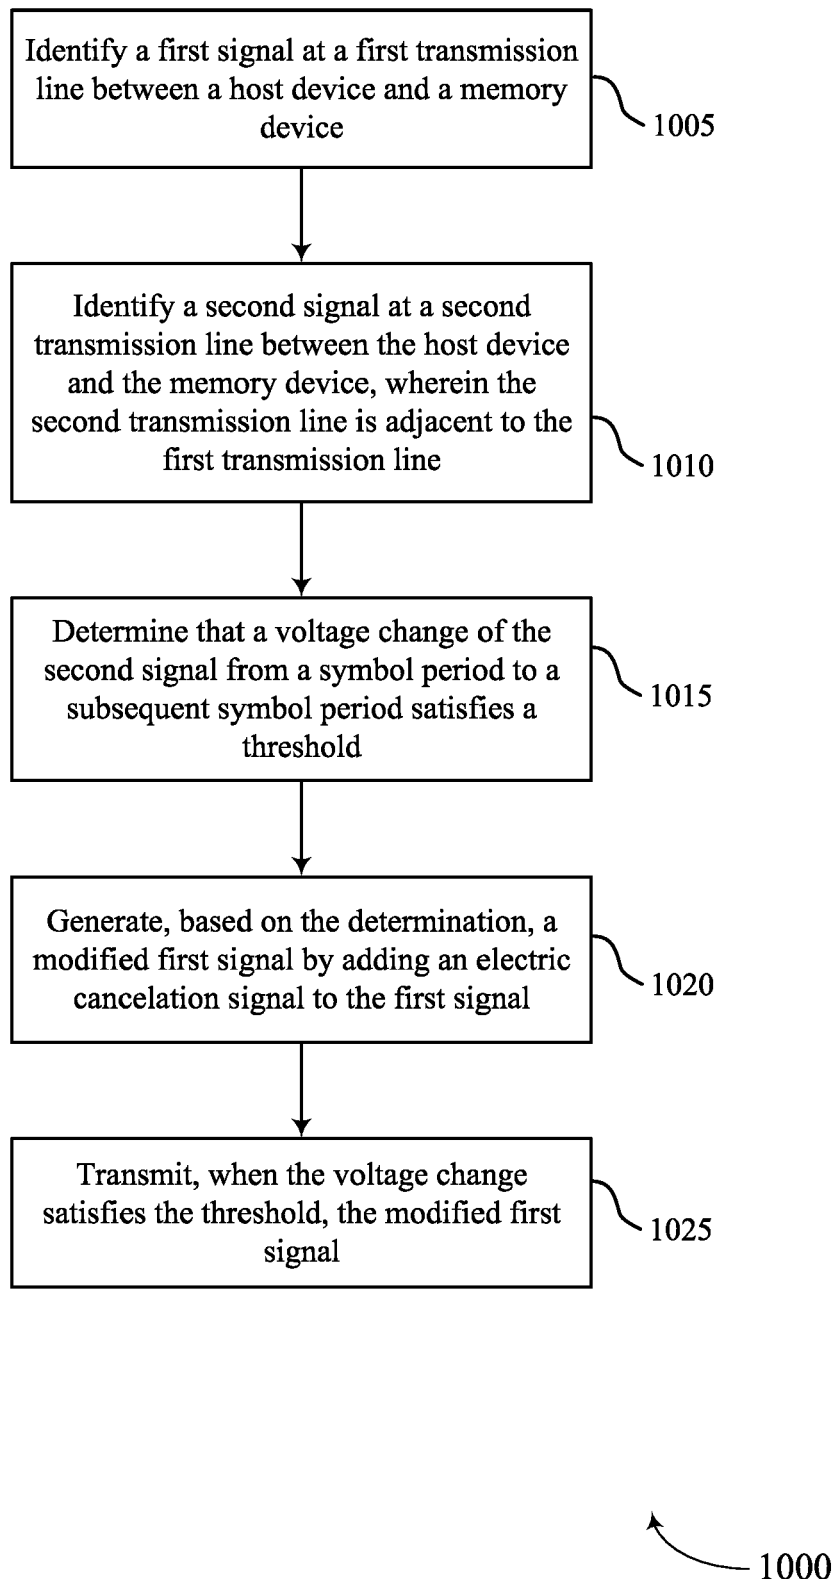 Identify a first signal at a first transmission
line between a host device and a memory
device
1005
Identify a second signal at a second
transmission line between the host device
and the memory device, wherein the
second transmission line is adjacent to the
first transmission line
1010
Determine that a voltage change of the
second signal from a symbol period to a
subsequent symbol period satisfies a
threshold
1015
Generate, based on the determination, a
modified first signal by adding an electric
cancelation signal to the first signal
1020
Transmit, when the voltage change
satisfies the threshold, the modified first
signal
1025
1000